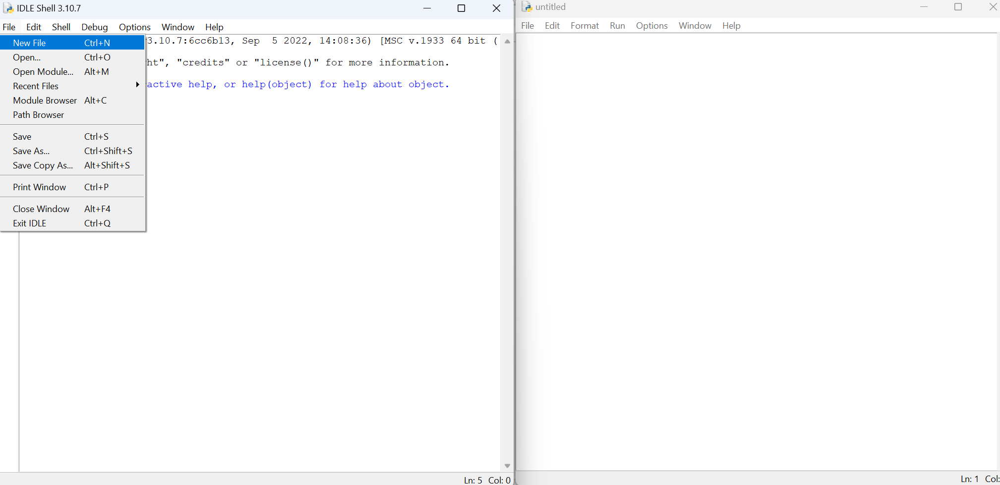 IDLE Shell 3.10.7
File Edit Shell Debug Options Window Help
New File Ctrl+N
Open... Ctrl+O
Open Module... Alt+M
Recent Files
Module Browser Alt+C
Path Browser
Save Ctrl+S
Save As... Ctrl+Shift+S
Save Copy As... Alt+Shift+S
Print Window Ctrl+P
Close Window Alt+F4
Exit IDLE Ctrl+Q
3.10.7:6cc6b13, Sep 5 2022, 14:08:36) [MSC v.1933 64 bit (
ht", "credits" or "license()" for more information.
active help, or help(object) for help about object.
Ln: 5 Col: 0
untitled
File Edit Format Run Options Window Help
Ln: 1 Col: